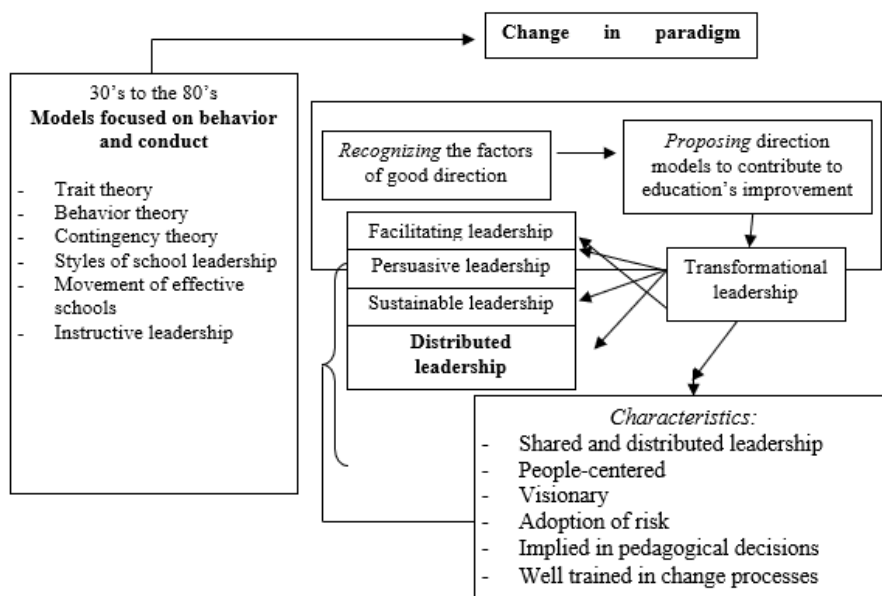 Change in paradigm
30's to the 80's
Models focused on behavior
and conduct
- Trait theory
- Behavior theory
- Contingency theory
- Styles of school leadership
- Movement of effective
schools
- Instructive leadership
Recognizing the factors
of good direction
Proposing direction
models to contribute to
education's improvement
Facilitating leadership
Persuasive leadership
Sustainable leadership
Distributed
leadership
Transformational
leadership
Characteristics:
- Shared and distributed leadership
- People-centered
- Visionary
- Adoption of risk
- Implied in pedagogical decisions
- Well trained in change processes